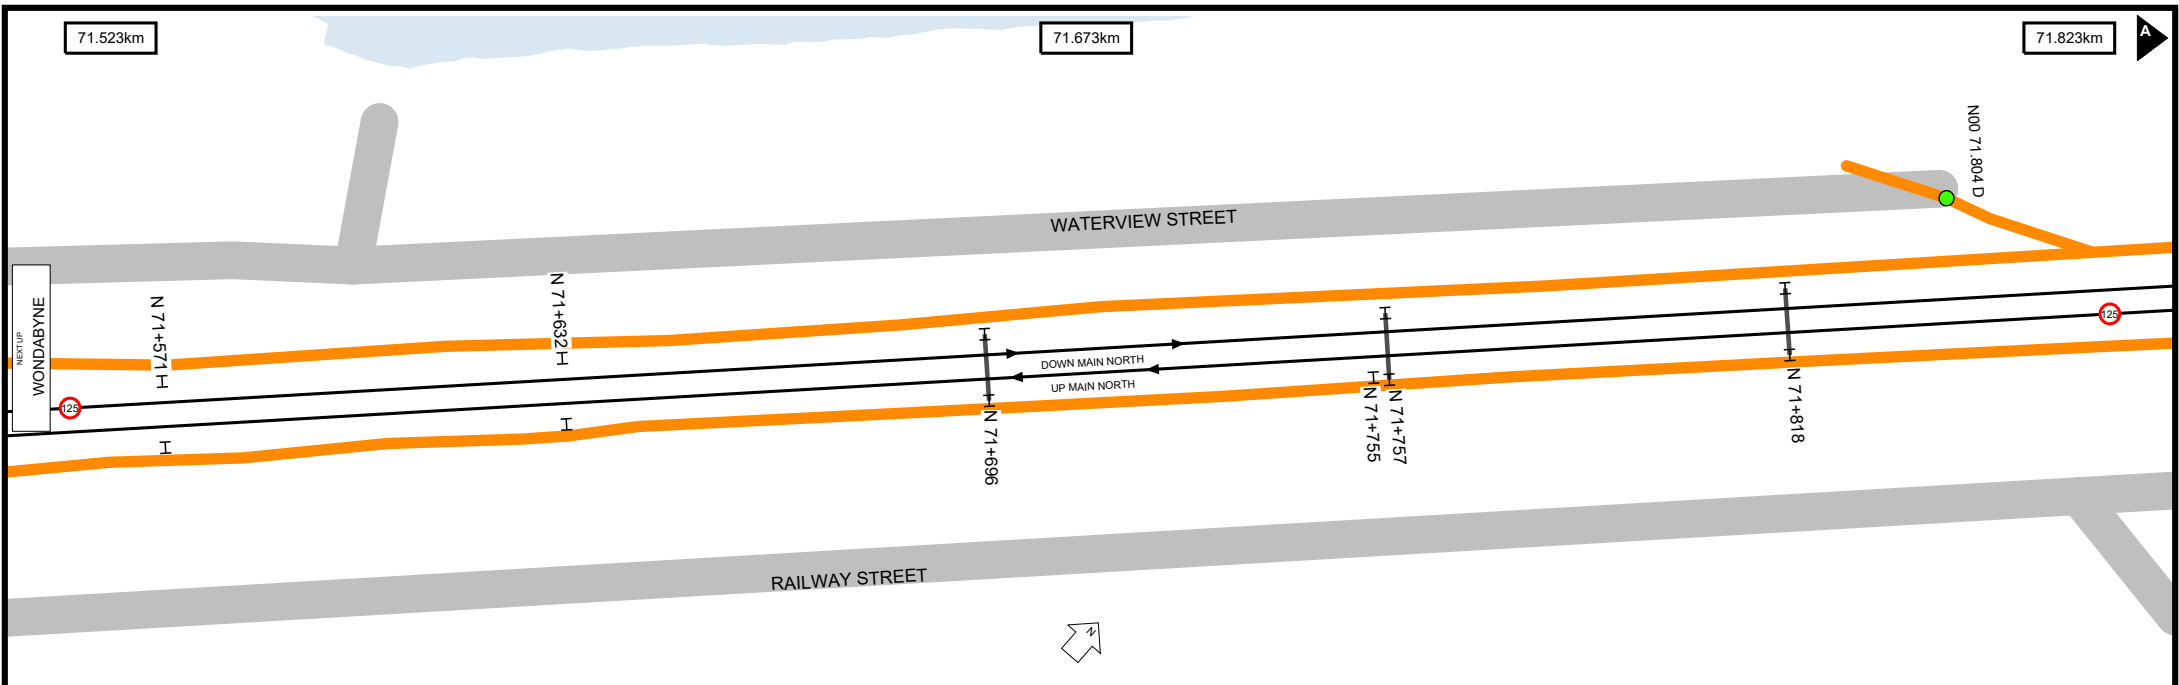 71.523km
71.673km
71.823km
A
N00 71.804 D
WATERVIEW STREET
NEXT UP
WONDABYNE
N 71+571
N 71+632
125
125
DOWN MAIN NORTH
UP MAIN NORTH
N 71+696
N 71+755
N 71+757
N 71+818
RAILWAY STREET
N